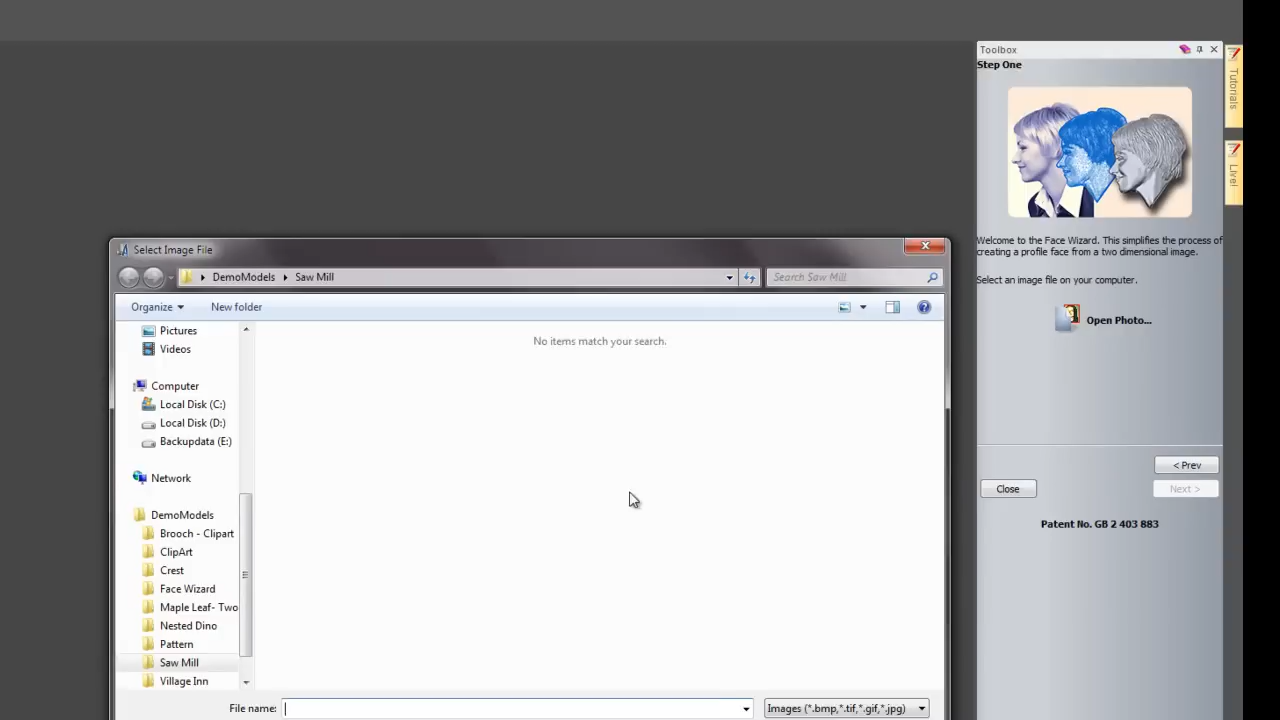 Toolbox
Step One
Tutorials
Live!
Welcome to the Face Wizard. This simplifies the process of
creating a profile face from a two dimensional image.
Select an image file on your computer.
Open Photo...
< Prev
Close
Next >
Patent No. GB 2 403 883
Select Image File
DemoModels
Saw Mill
Search Saw Mill
Organize
New folder
No items match your search.
Pictures
Videos
Computer
Local Disk (C:)
Local Disk (D:)
Backupdata (E:)
Network
DemoModels
Brooch - Clipart
ClipArt
Crest
Face Wizard
Maple Leaf- Two
Nested Dino
Pattern
Saw Mill
Village Inn
File name:
Images (*.bmp,*.tif,*.gif,*.jpg)